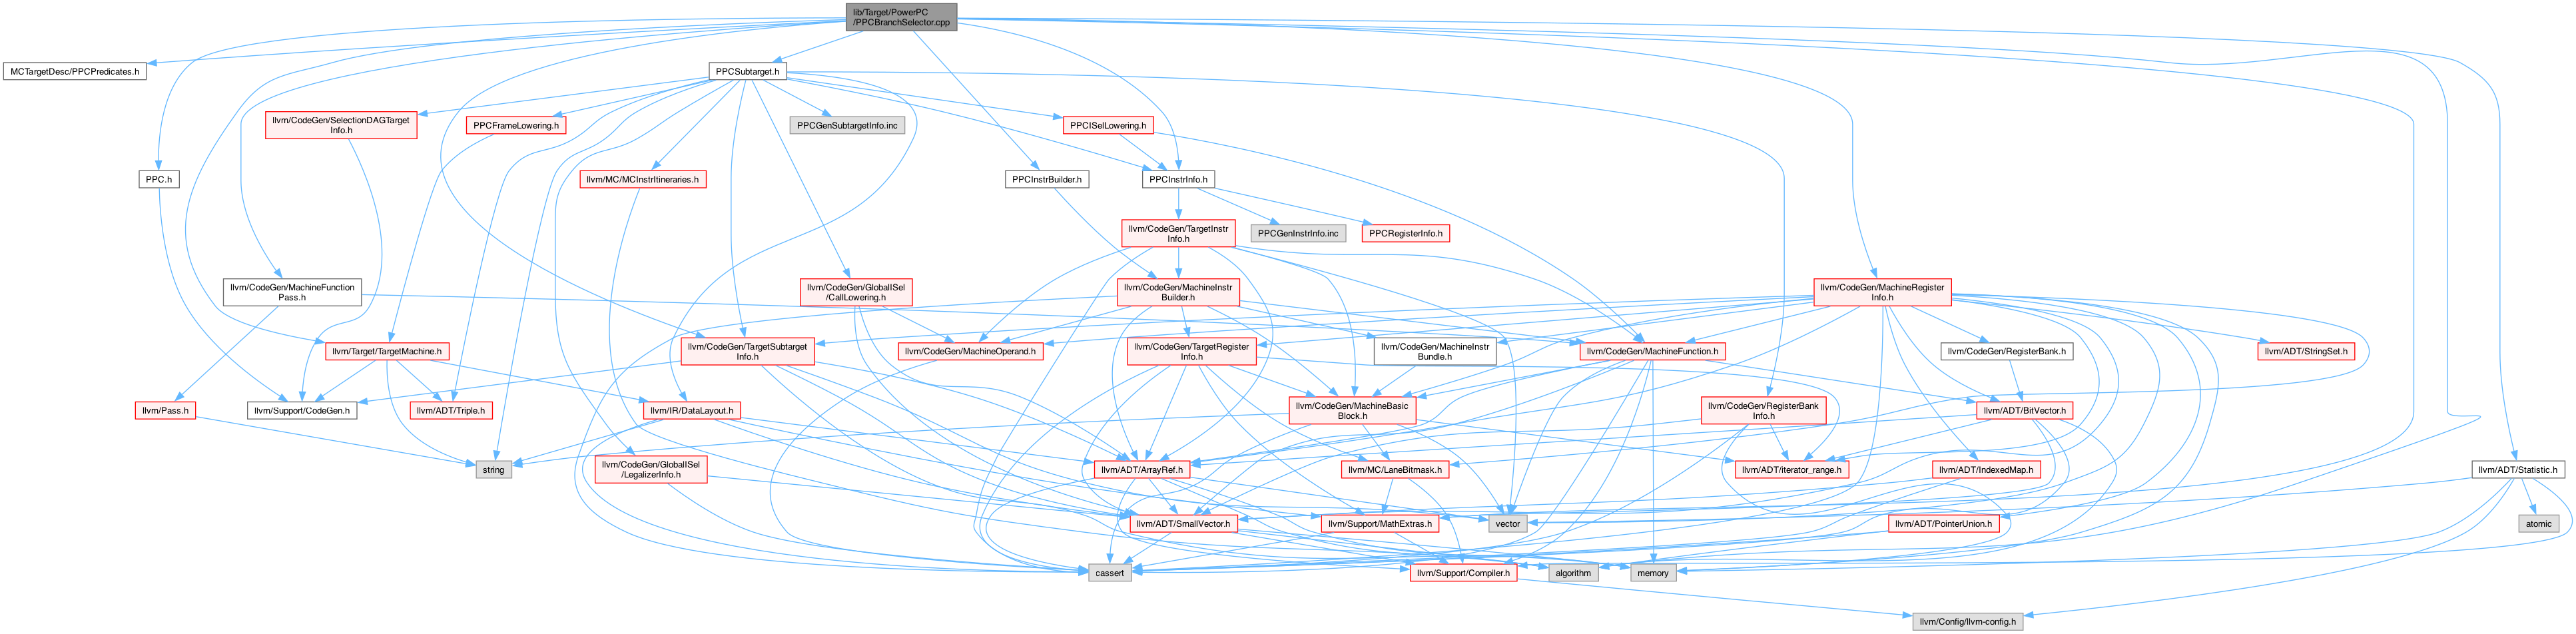 lib/Target/PowerPC
/PPCBranchSelector.cpp
MCTargetDesc/PPCPredicates.h
PPCSubtarget.h
llvm/CodeGen/SelectionDAGTarget
Info.h
PPCFrameLowering.h
PPCGenSubtargetInfo.inc
PPCISelLowering.h
PPC.h
llvm/MC/MCInstrItineraries.h
PPCInstrBuilder.h
PPCInstrInfo.h
llvm/CodeGen/TargetInstr
Info.h
PPCGenInstrInfo.inc
PPCRegisterInfo.h
llvm/CodeGen/MachineFunction
Pass.h
llvm/CodeGen/GlobalISel
/CallLowering.h
llvm/CodeGen/MachineInstr
Builder.h
llvm/CodeGen/MachineRegister
Info.h
llvm/Target/TargetMachine.h
llvm/CodeGen/TargetSubtarget
Info.h
llvm/CodeGen/MachineOperand.h
llvm/CodeGen/TargetRegister
Info.h
llvm/CodeGen/MachineInstr
Bundle.h
llvm/CodeGen/MachineFunction.h
llvm/CodeGen/RegisterBank.h
llvm/ADT/StringSet.h
llvm/Pass.h
llvm/Support/CodeGen.h
llvm/ADT/Triple.h
llvm/IR/DataLayout.h
llvm/CodeGen/MachineBasic
Block.h
llvm/CodeGen/RegisterBank
Info.h
llvm/ADT/BitVector.h
string
llvm/CodeGen/GlobalISel
/LegalizerInfo.h
llvm/ADT/ArrayRef.h
llvm/MC/LaneBitmask.h
llvm/ADT/iterator_range.h
llvm/ADT/IndexedMap.h
llvm/ADT/Statistic.h
llvm/ADT/SmallVector.h
llvm/Support/MathExtras.h
vector
llvm/ADT/PointerUnion.h
atomic
cassert
llvm/Support/Compiler.h
algorithm
memory
llvm/Config/llvm-config.h